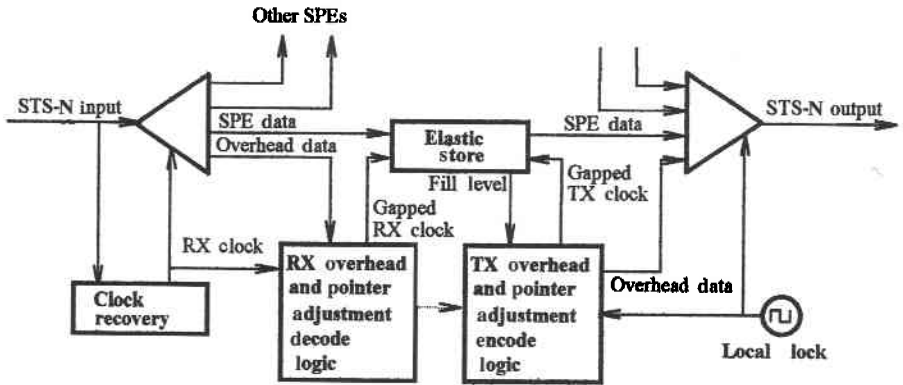 Other SPEs
STS-N input
SPE data
Overhead data
Elastic
store
SPE data
STS-N output
Fill level
Gapped
RX clock
Gapped
TX clock
RX clock
Clock
recovery
RX overhead
and pointer
adjustment
decode
logic
TX overhead
and pointer
adjustment
encode
logic
Overhead data
Local lock